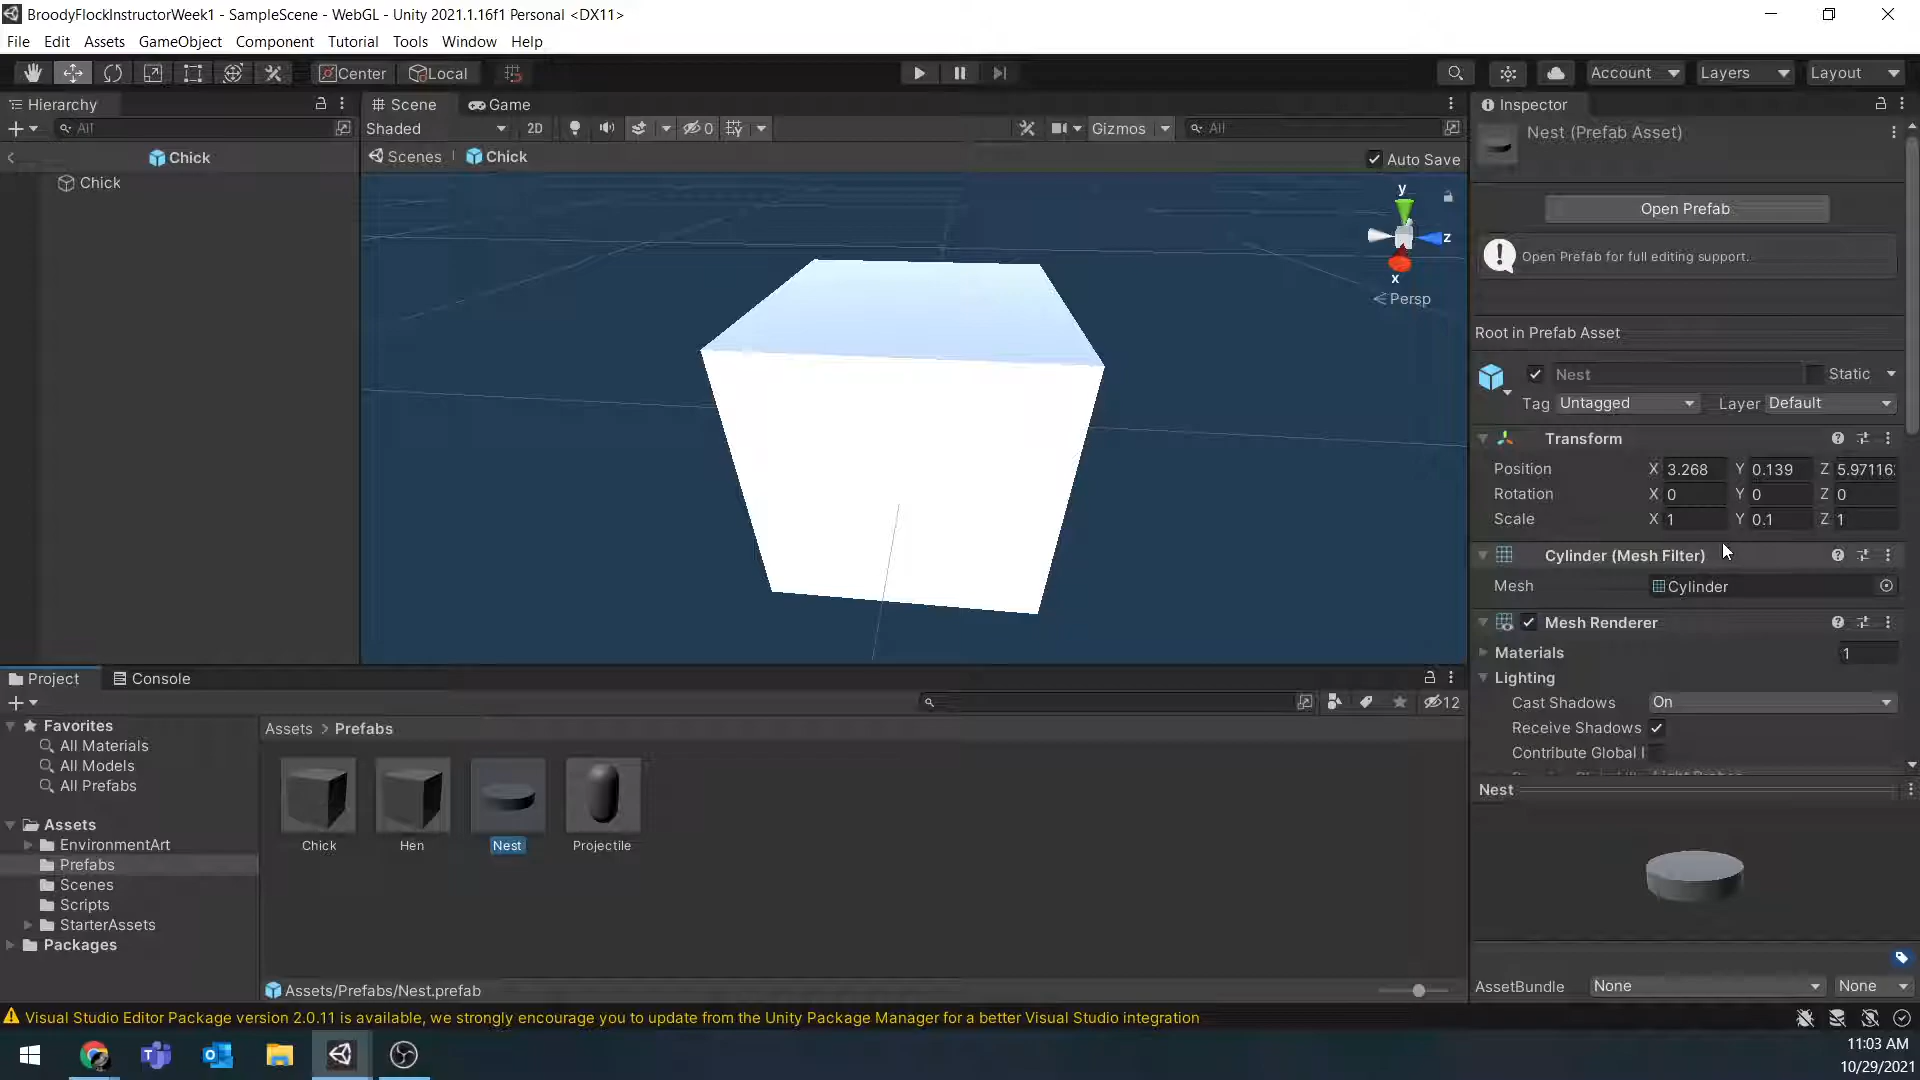 BroodyFlockInstructorWeek1 - SampleScene - WebGL - Unity 2021.1.16f1 Personal <DX11>
File Edit Assets GameObject Component Tutorial Tools Window Help
Center Local Account Layers Layout
Hierarchy
All
Chick
Chick
Scene Game
Shaded 2D 0 Gizmos All
Scenes Chick Auto Save
y
z
x
Persp
Inspector
Nest (Prefab Asset)
Open Prefab
Open Prefab for full editing support.
Root in Prefab Asset
Nest Static
Tag Untagged Layer Default
Transform
Position X 3.268 Y 0.139 Z 5.97116
Rotation X 0 Y 0 Z 0
Scale X 1 Y 0.1 Z 1
Cylinder (Mesh Filter)
Mesh Cylinder
Mesh Renderer
Materials 1
Lighting
Cast Shadows On
Receive Shadows
Contribute Global I
Nest
AssetBundle None None
Project Console
12
Favorites
All Materials
All Models
All Prefabs
Assets
EnvironmentArt
Prefabs
Scenes
Scripts
StarterAssets
Packages
Assets > Prefabs
Chick Hen Nest Projectile
Assets/Prefabs/Nest.prefab
Visual Studio Editor Package version 2.0.11 is available, we strongly encourage you to update from the Unity Package Manager for a better Visual Studio integration
11:03 AM
10/29/2021